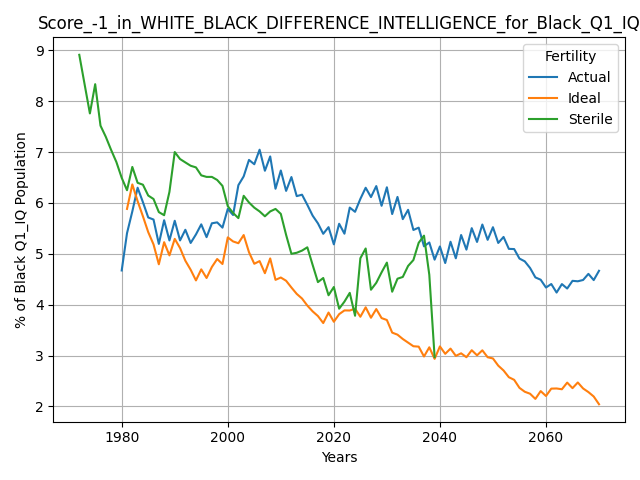 Score_-1_in_WHITE_BLACK_DIFFERENCE_INTELLIGENCE_for_Black_Q1_IQ
Fertility
Actual
Ideal
Sterile
% of Black Q1_IQ Population
9
8
7
6
5
4
3
2
1980 2000 2020 2040 2060
Years